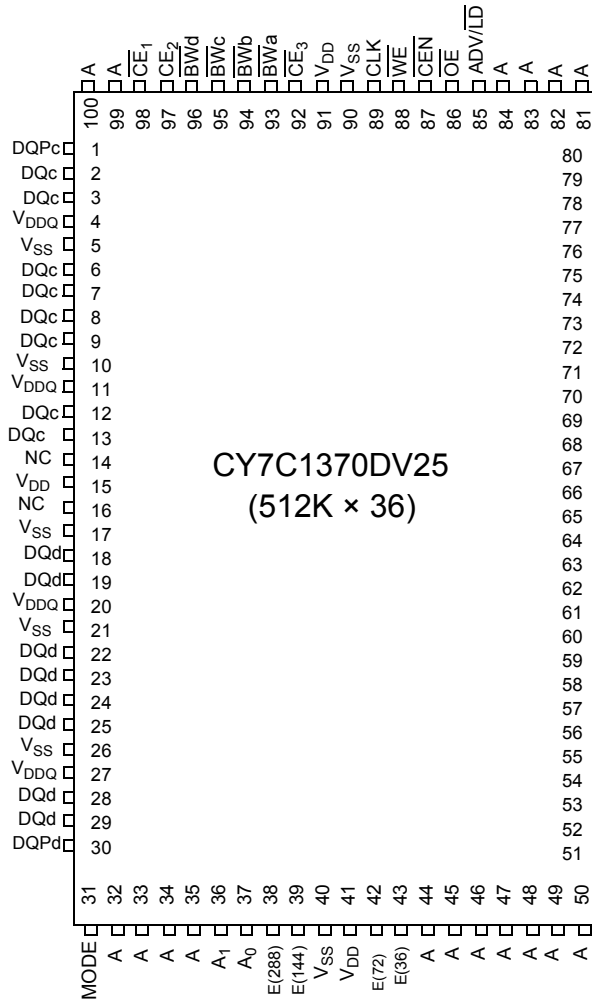 A A CE1 CE2 BWd BWc BWb BWa CE3 VDD VSS CLK WE CEN OE ADV/LD A A A A
100 99 98 97 96 95 94 93 92 91 90 89 88 87 86 85 84 83 82 81
DQPc 1 80
DQc 2 79
DQc 3 78
VDDQ 4 77
VSS 5 76
DQc 6 75
DQc 7 74
DQc 8 73
DQc 9 72
VSS 10 71
VDDQ 11 70
DQc 12 69
DQc 13 68
NC 14 67
VDD 15 66
NC 16 65
VSS 17 64
DQd 18 63
DQd 19 62
VDDQ 20 61
VSS 21 60
DQd 22 59
DQd 23 58
DQd 24 57
DQd 25 56
VSS 26 55
VDDQ 27 54
DQd 28 53
DQd 29 52
DQPd 30 51
CY7C1370DV25
(512K × 36)
31 32 33 34 35 36 37 38 39 40 41 42 43 44 45 46 47 48 49 50
MODE A A A A A1 A0 E(288) E(144) VSS VDD E(72) E(36) A A A A A A A